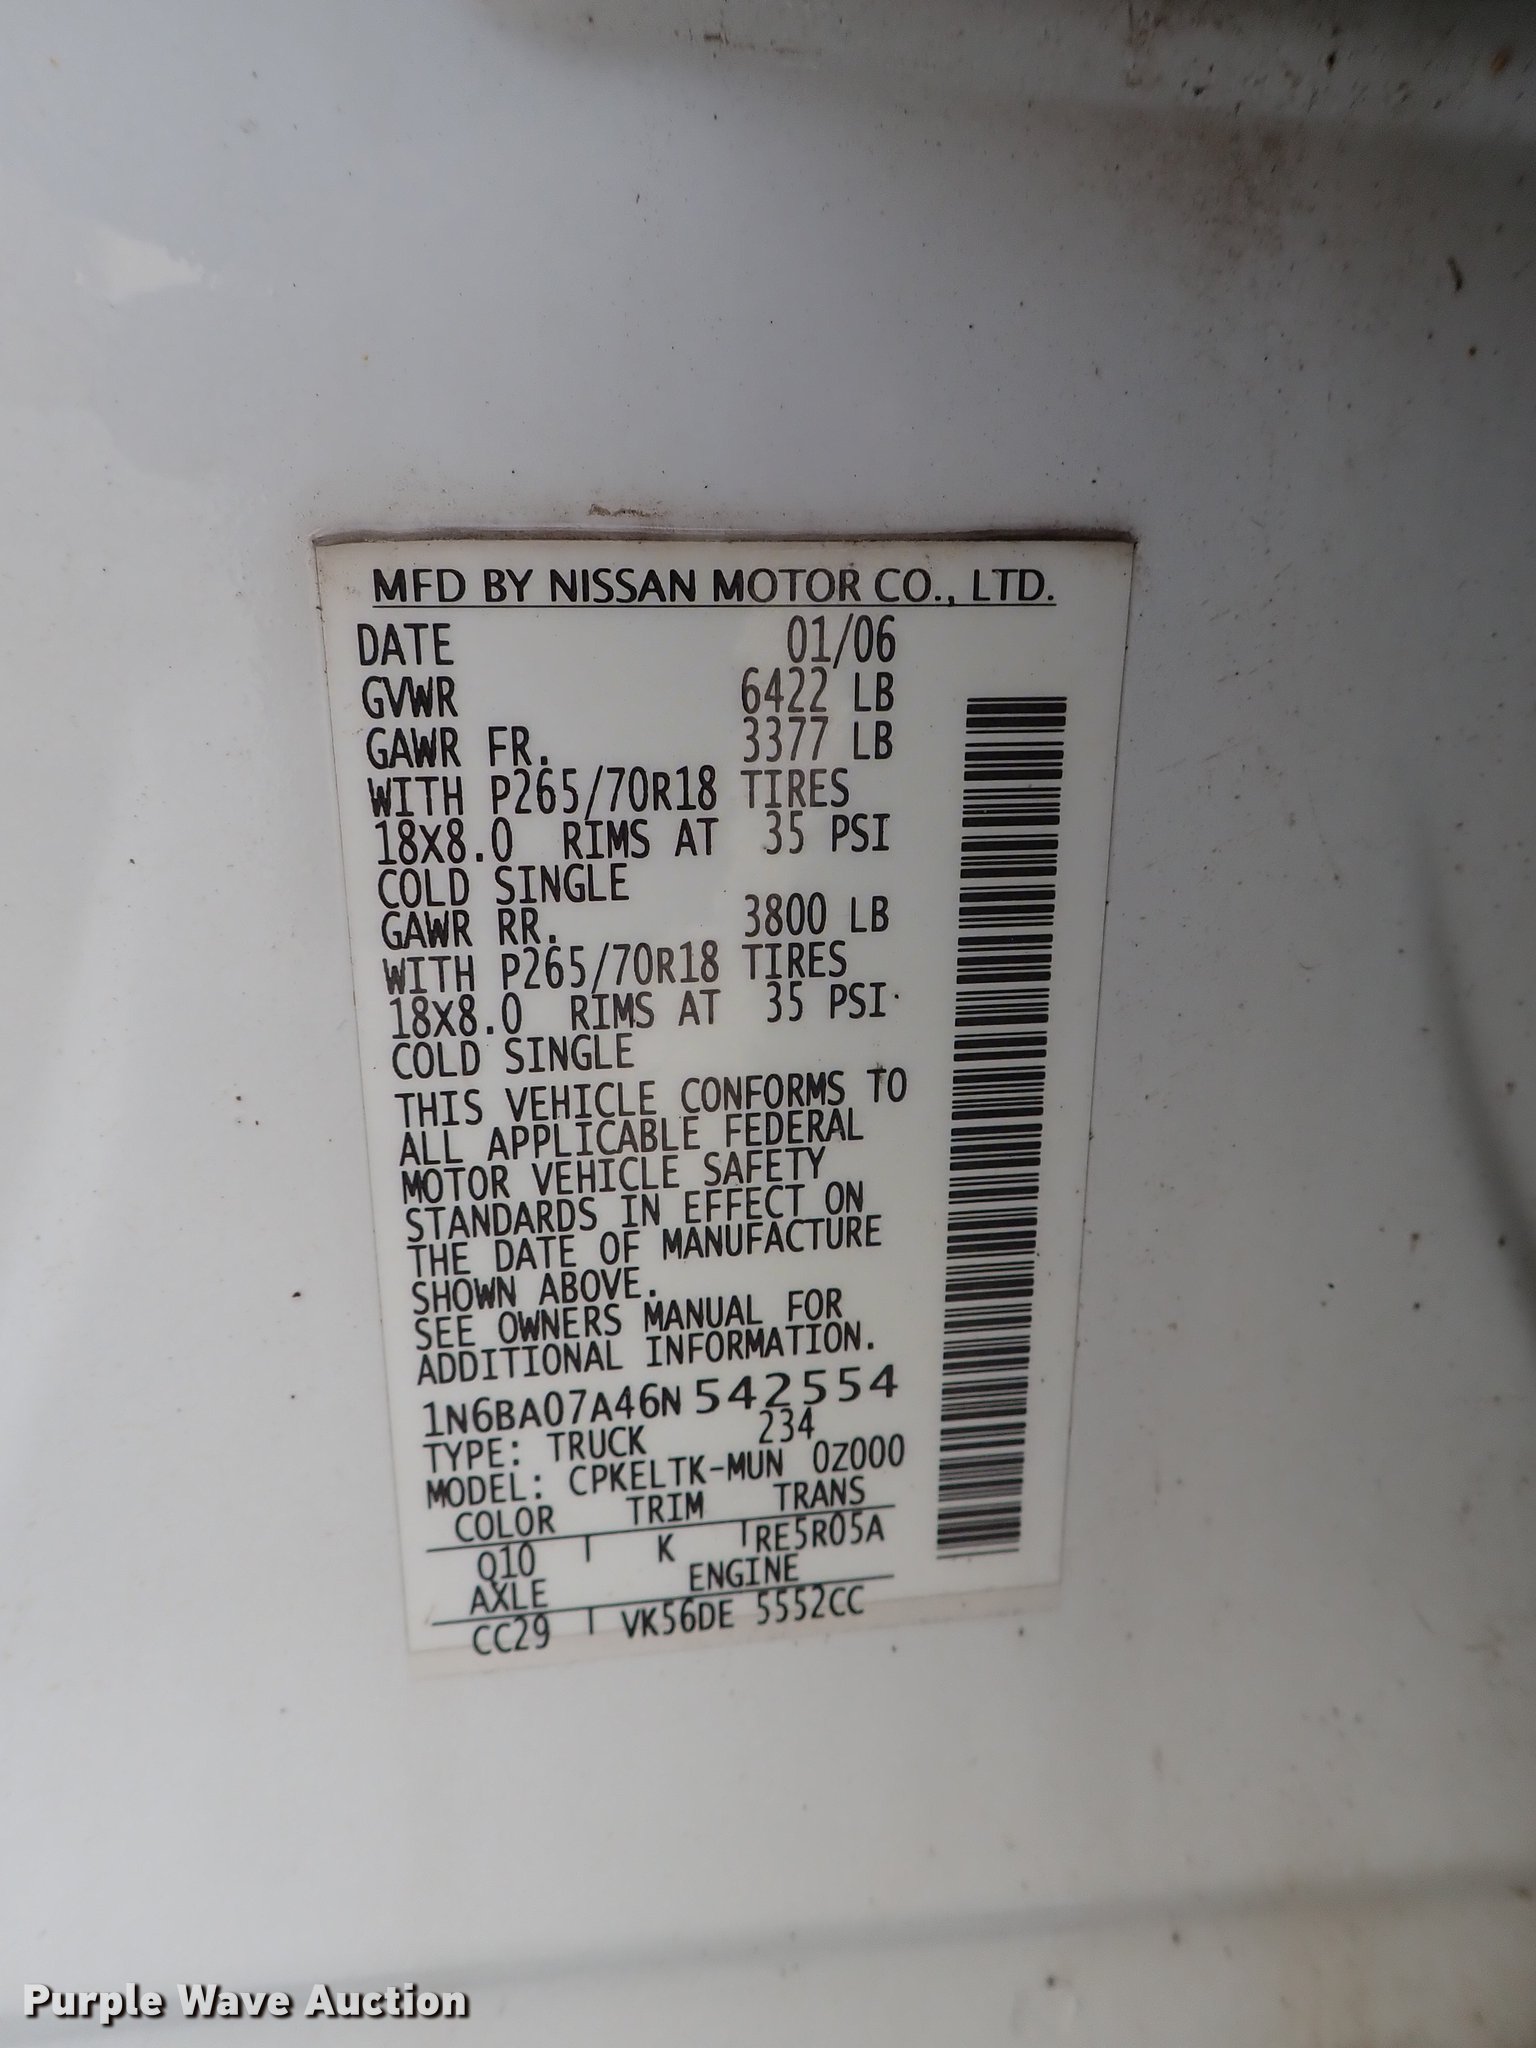 MFD BY NISSAN MOTOR CO., LTD.
DATE 01/06
GVWR 6422 LB
GAWR FR. 3377 LB
WITH P265/70R18 TIRES
18X8.0 RIMS AT 35 PSI
COLD SINGLE
GAWR RR. 3800 LB
WITH P265/70R18 TIRES
18X8.0 RIMS AT 35 PSI
COLD SINGLE
THIS VEHICLE CONFORMS TO
ALL APPLICABLE FEDERAL
MOTOR VEHICLE SAFETY
STANDARDS IN EFFECT ON
THE DATE OF MANUFACTURE
SHOWN ABOVE.
SEE OWNERS MANUAL FOR
ADDITIONAL INFORMATION.
1N6BA07A46N 542554
TYPE: TRUCK 234
MODEL: CPKELTK-MUN 0Z000
COLOR TRIM TRANS
Q10 K RE5R05A
AXLE ENGINE
CC29 VK56DE 5552CC
Purple Wave Auction